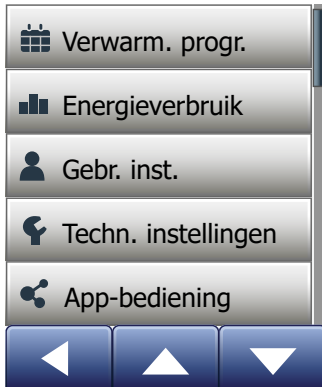 Verwarm. progr.
Energieverbruik
Gebr. inst.
Techn. instellingen
App-bediening